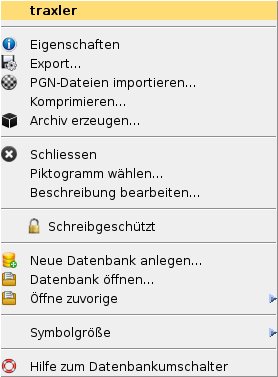 traxler
Eigenschaften
Export...
PGN-Dateien importieren...
Komprimieren...
Archiv erzeugen...
Schliessen
Piktogramm wählen...
Beschreibung bearbeiten...
Schreibgeschützt
Neue Datenbank anlegen...
Datenbank öffnen...
Öffne zuvorige
Symbolgröße
Hilfe zum Datenbankumschalter